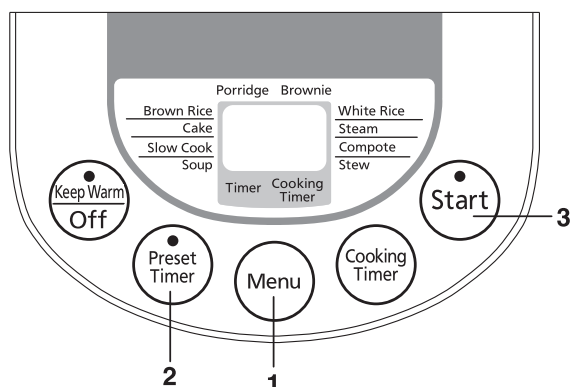 Porridge Brownie
Brown Rice
Cake
Slow Cook
Soup
White Rice
Steam
Compote
Stew
Timer
Cooking
Timer
Keep Warm
Off
Preset
Timer
Menu
Cooking
Timer
Start
3
2
1